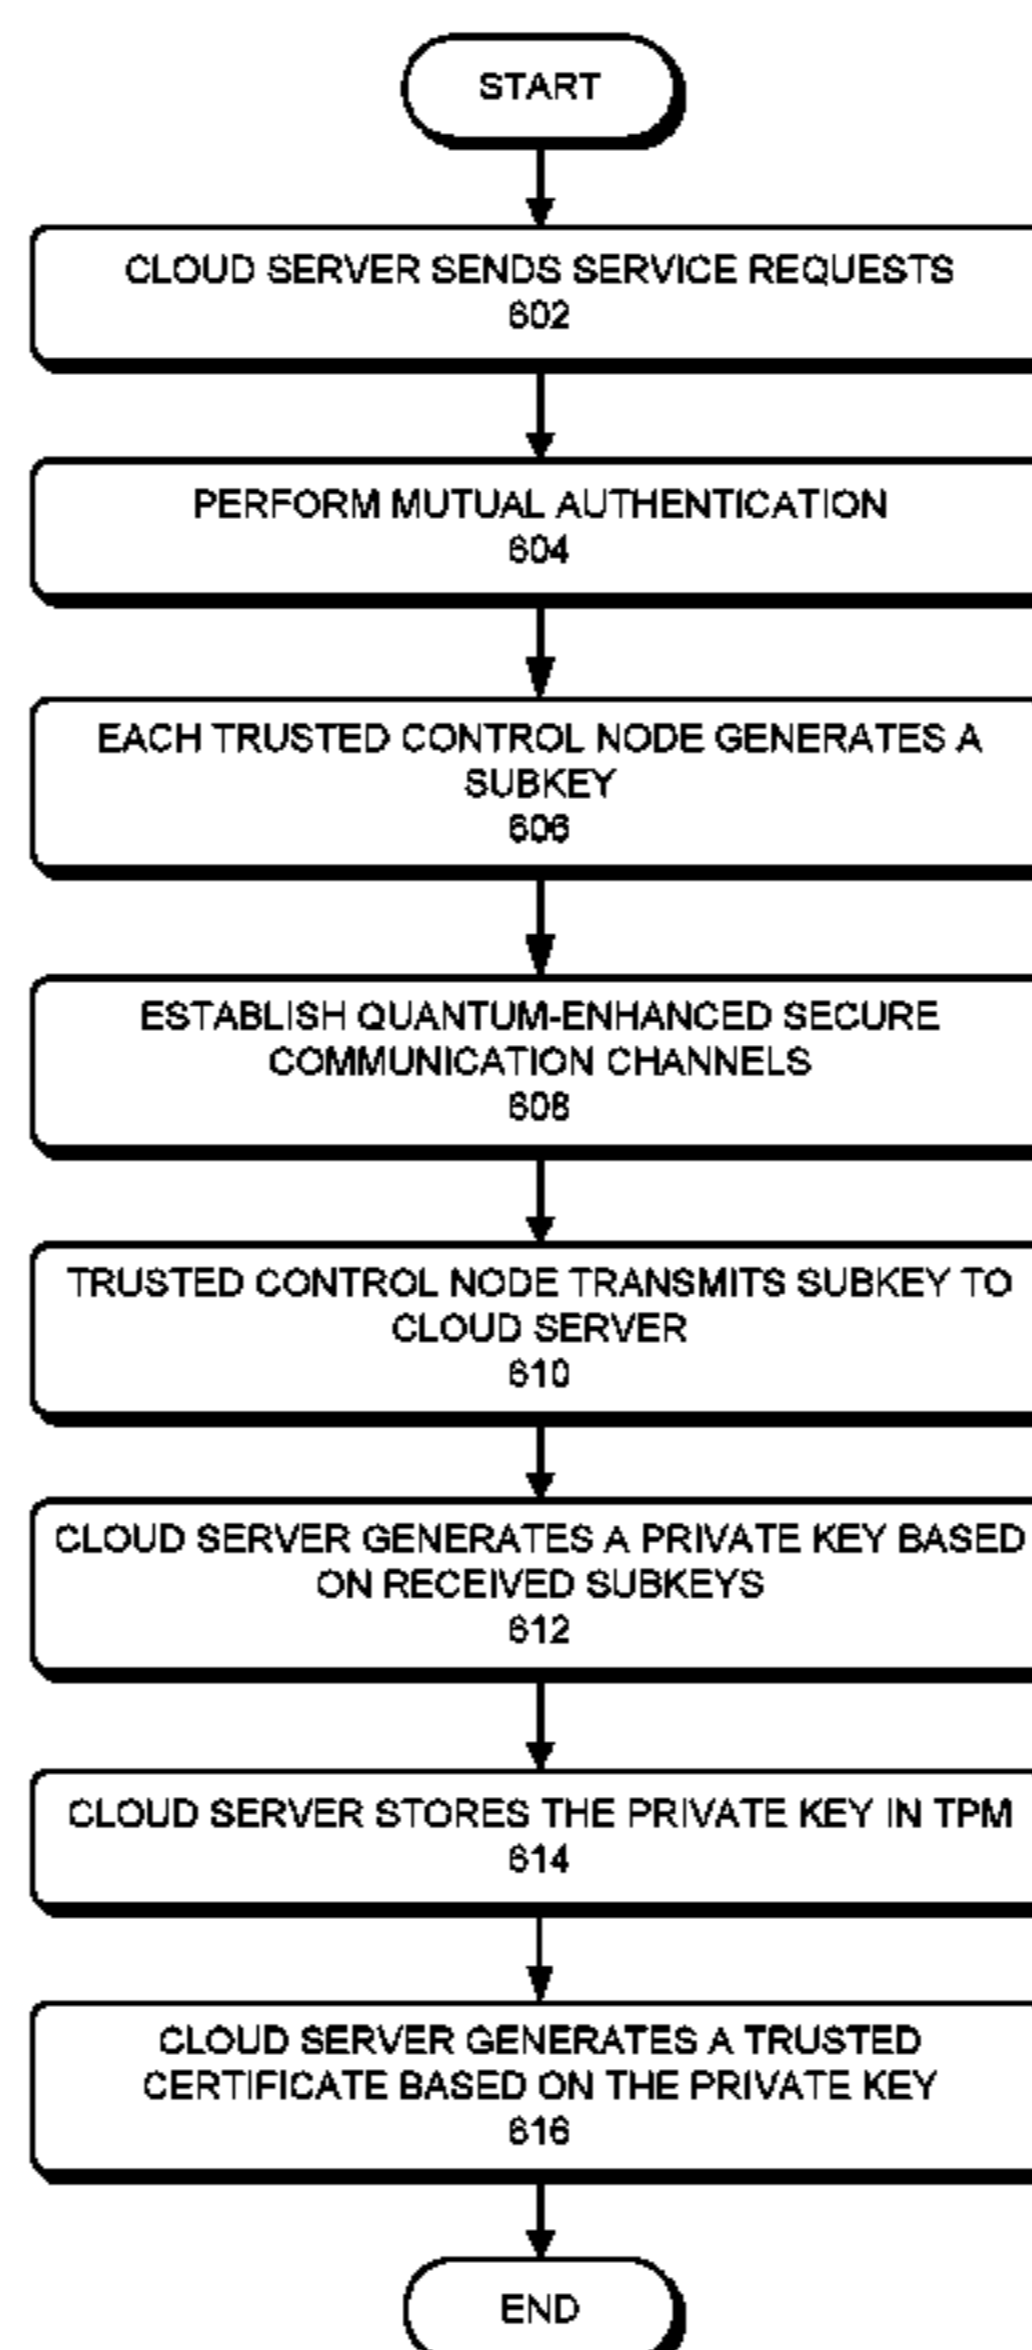 START
CLOUD SERVER SENDS SERVICE REQUESTS
602
PERFORM MUTUAL AUTHENTICATION
604
EACH TRUSTED CONTROL NODE GENERATES A
SUBKEY
606
ESTABLISH QUANTUM-ENHANCED SECURE
COMMUNICATION CHANNELS
608
TRUSTED CONTROL NODE TRANSMITS SUBKEY TO
CLOUD SERVER
610
CLOUD SERVER GENERATES A PRIVATE KEY BASED
ON RECEIVED SUBKEYS
612
CLOUD SERVER STORES THE PRIVATE KEY IN TPM
614
CLOUD SERVER GENERATES A TRUSTED
CERTIFICATE BASED ON THE PRIVATE KEY
616
END